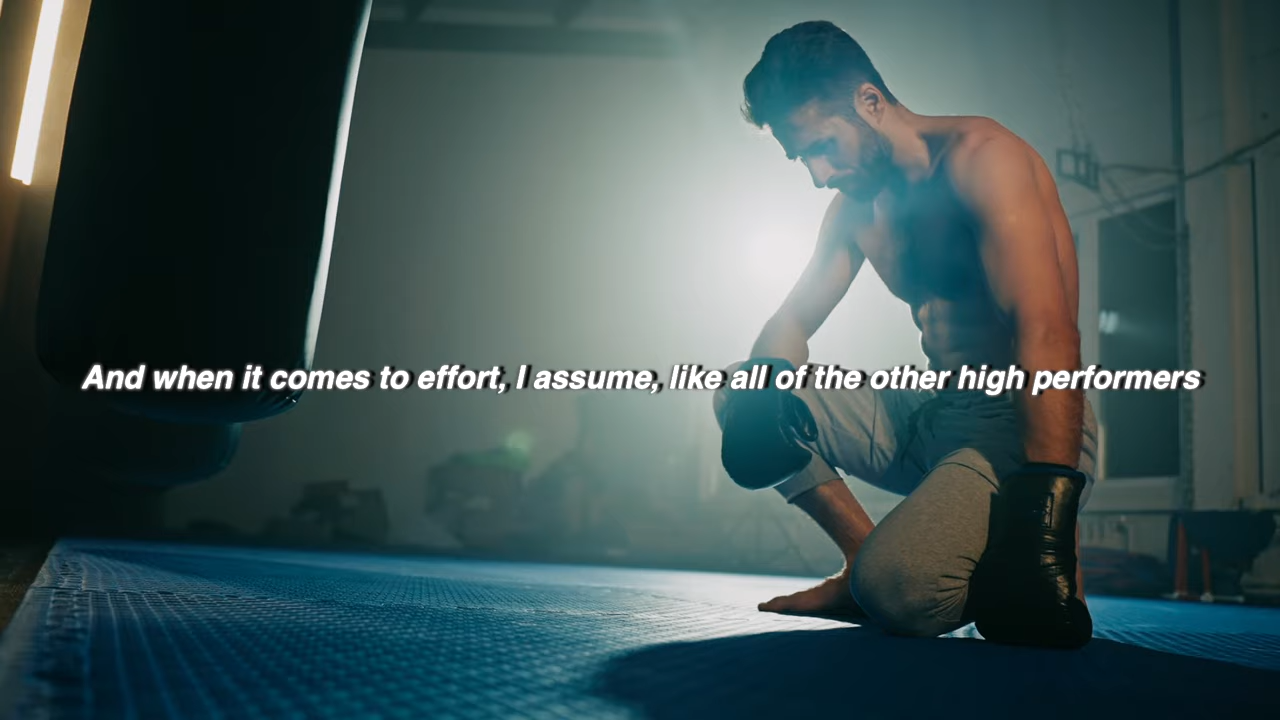 And when it comes to effort, I assume, like all of the other high performers